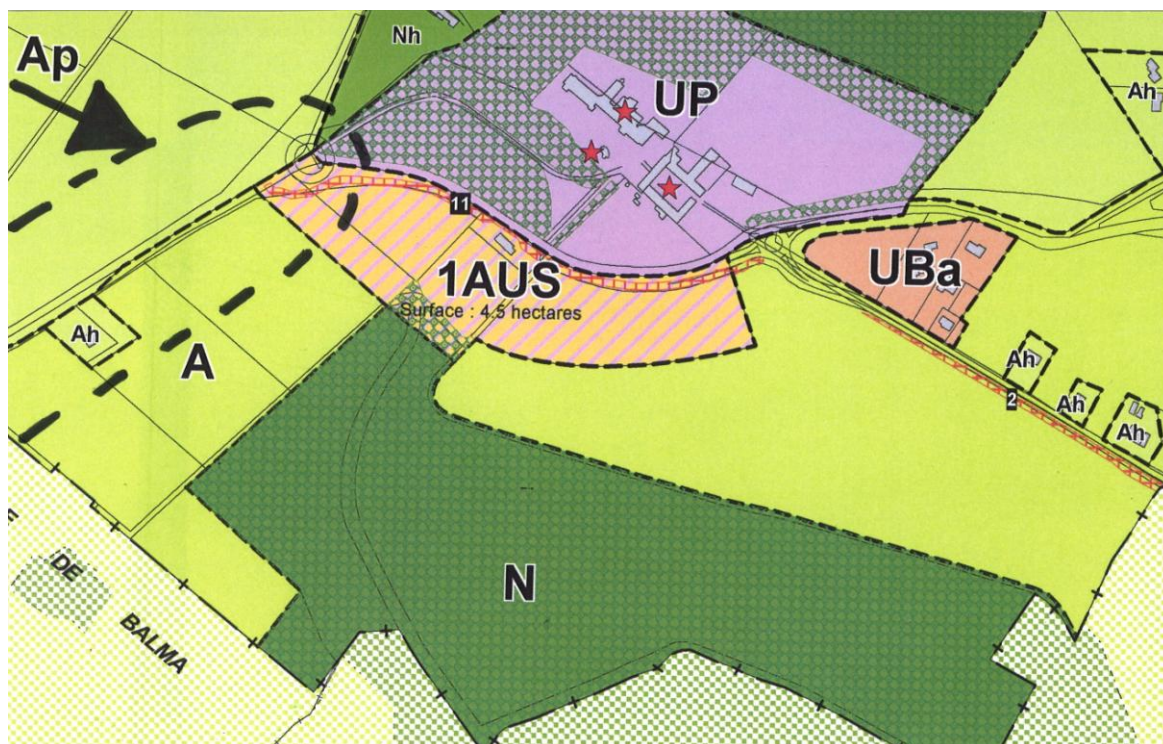 Ap
Nh
UP
Ah
11
1AUS
Surface : 4.5 hectares
UBa
Ah
A
Ah
2
Ah
Ah
N
DE
BALMA